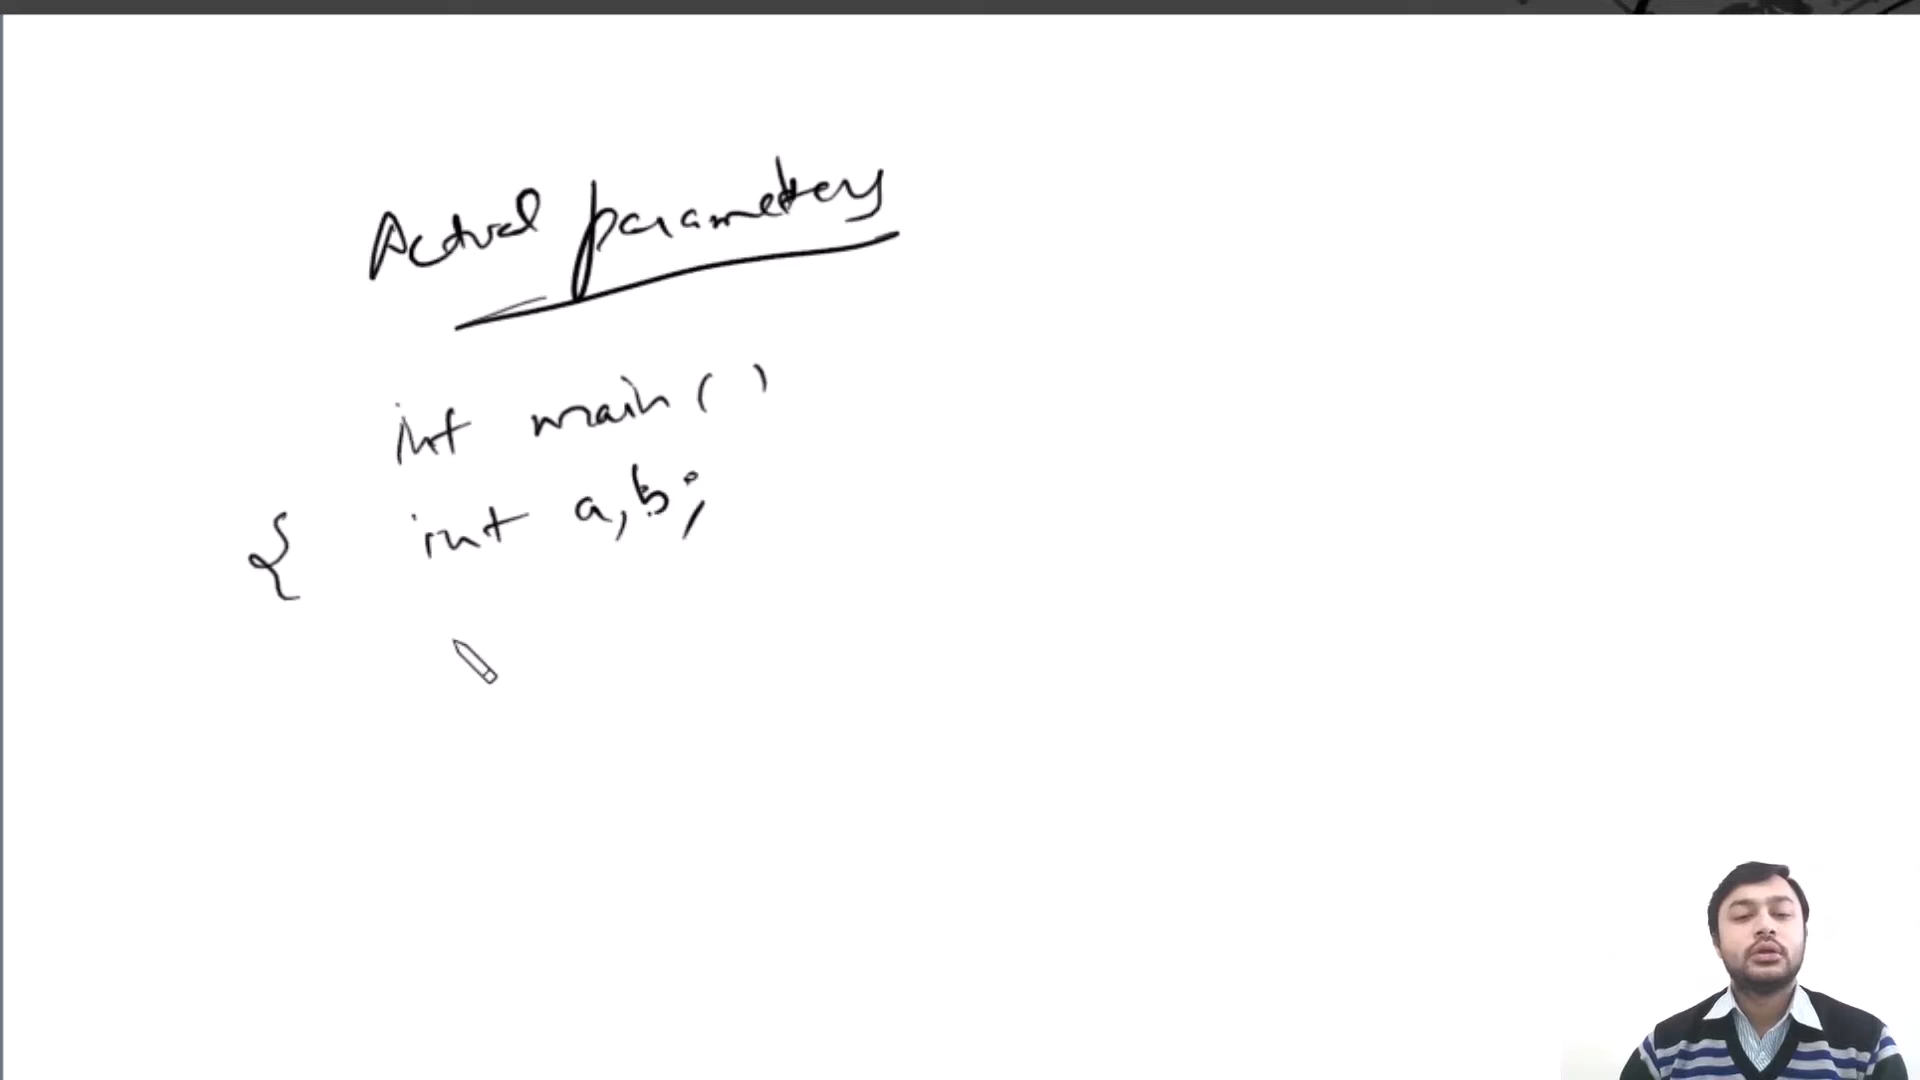 Actual parameters
int main( )
{ int a,b;